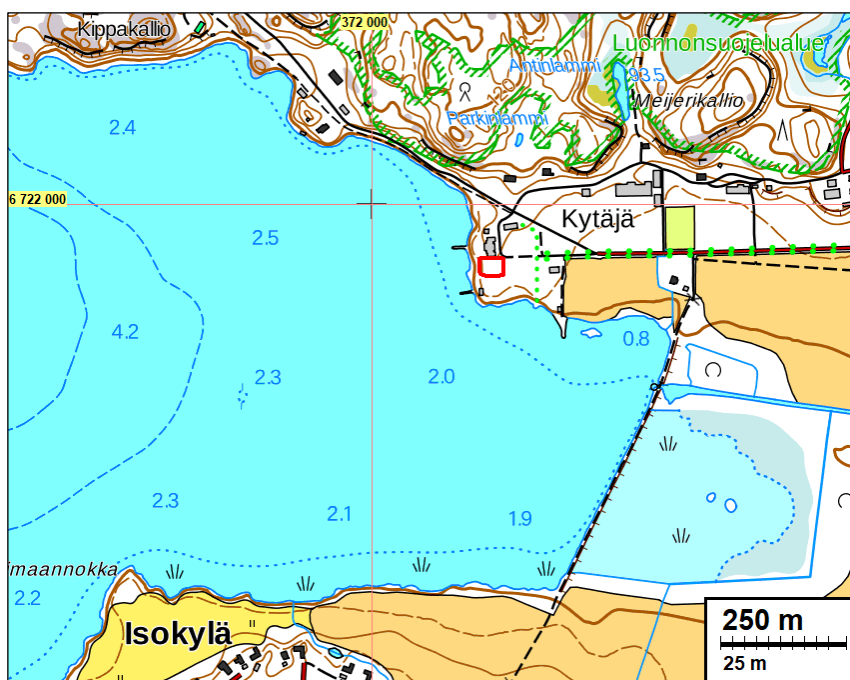 372 000
Kippakallio
Luonnonsuojelualue
Antinlammi
93.5
120
Meijerikallio
Parkinlammi
2.4
6 722 000
Kytäjä
2.5
4.2
0.8
2.3
2.0
2.3
2.1
1.9
imaannokka
2.2
Isokylä
250 m
25 m